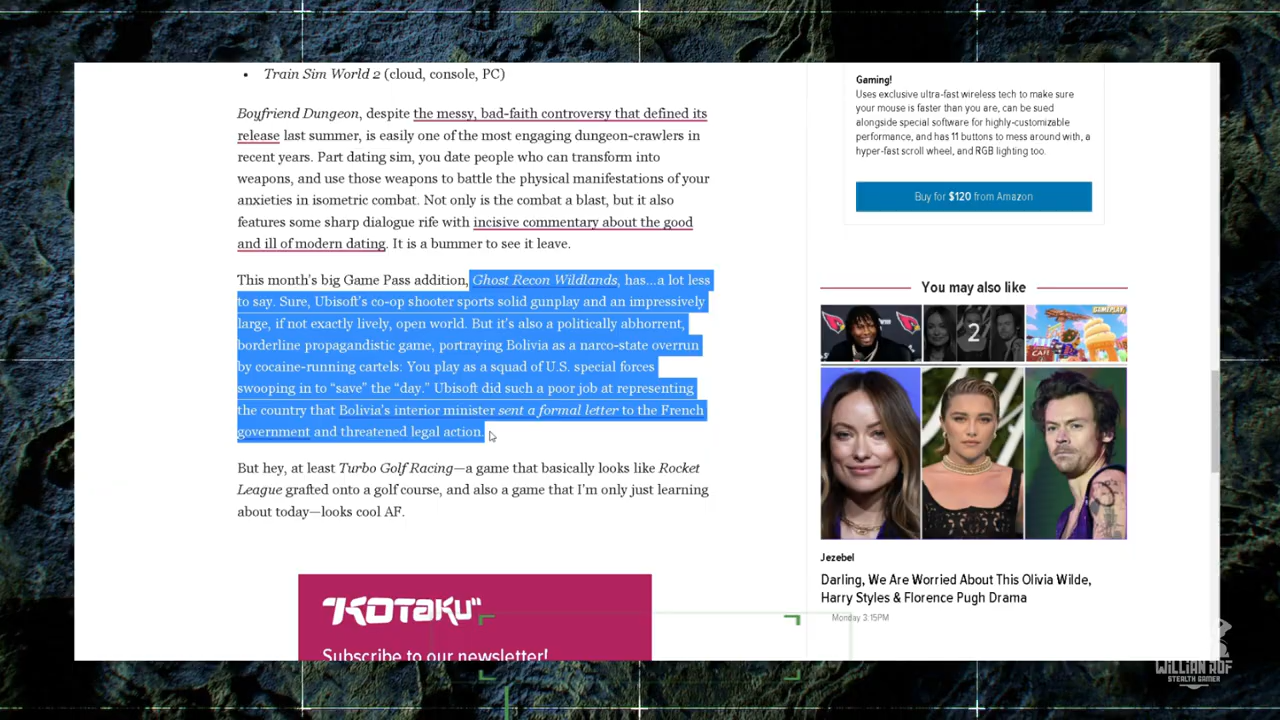 Train Sim World 2 (cloud, console, PC)
Boyfriend Dungeon, despite the messy, bad-faith controversy that defined its
release last summer, is easily one of the most engaging dungeon-crawlers in
recent years. Part dating sim, you date people who can transform into
weapons, and use those weapons to battle the physical manifestations of your
anxieties in isometric combat. Not only is the combat a blast, but it also
features some sharp dialogue rife with incisive commentary about the good
and ill of modern dating. It is a bummer to see it leave.
This month's big Game Pass addition, Ghost Recon Wildlands, has...a lot less
to say. Sure, Ubisoft's co-op shooter sports solid gunplay and an impressively
large, if not exactly lively, open world. But it's also a politically abhorrent,
borderline propagandistic game, portraying Bolivia as a narco-state overrun
by cocaine-running cartels: You play as a squad of U.S. special forces
swooping in to “save” the “day.” Ubisoft did such a poor job at representing
the country that Bolivia's interior minister sent a formal letter to the French
government and threatened legal action.
But hey, at least Turbo Golf Racing—a game that basically looks like Rocket
League grafted onto a golf course, and also a game that I'm only just learning
about today—looks cool AF.
"KOTAKU"
Subscribe to our newsletter!
Gaming!
Uses exclusive ultra-fast wireless tech to make sure
your mouse is faster than you are, can be sued
alongside special software for highly-customizable
performance, and has 11 buttons to mess around with, a
hyper-fast scroll wheel, and RGB lighting too.
Buy for $120 from Amazon
You may also like
2
GAMEPLAY
CAFE
Jezebel
Darling, We Are Worried About This Olivia Wilde,
Harry Styles & Florence Pugh Drama
Monday 3:15PM
WILLIAN ROF
STEALTH GAMER